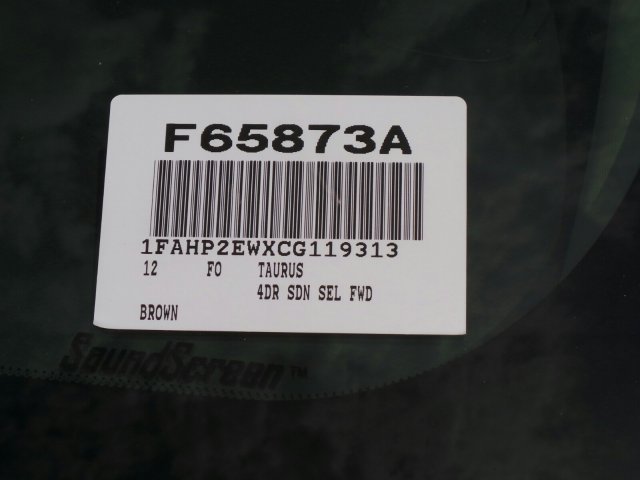 F65873A
1FAHP2EWXCG119313
12 FO TAURUS
4DR SDN SEL FWD
BROWN
SoundScreen™